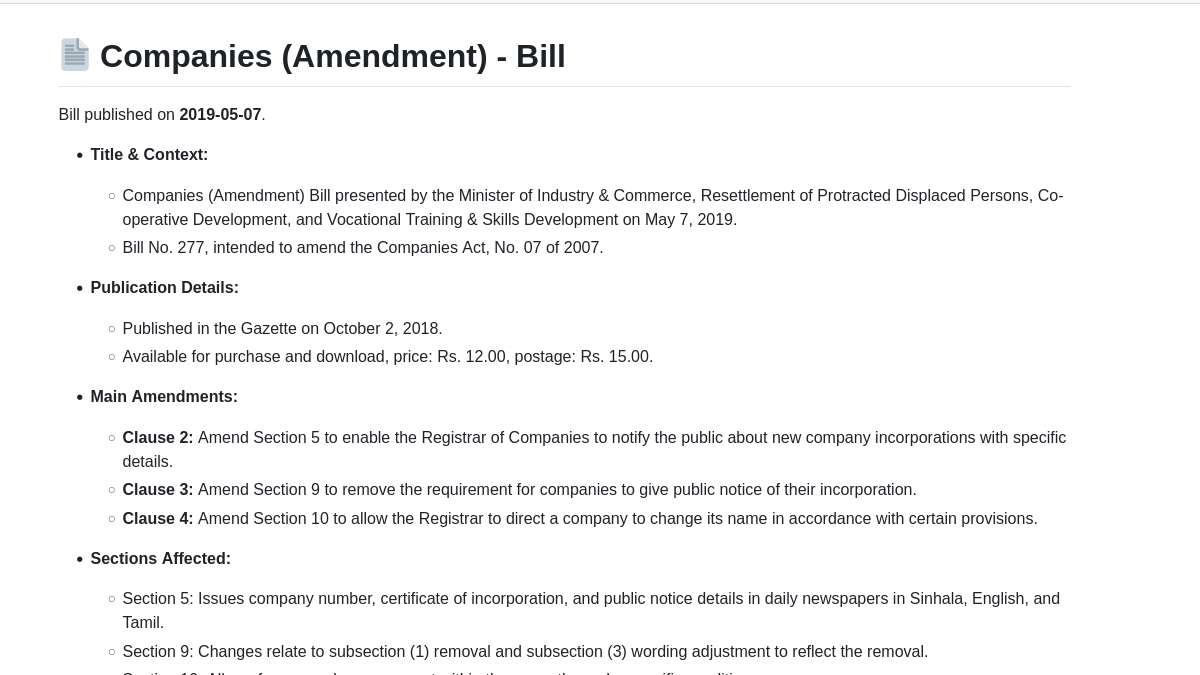 Companies (Amendment) - Bill
Bill published on 2019-05-07.
• Title & Context:
○ Companies (Amendment) Bill presented by the Minister of Industry & Commerce, Resettlement of Protracted Displaced Persons, Co-
operative Development, and Vocational Training & Skills Development on May 7, 2019.
○ Bill No. 277, intended to amend the Companies Act, No. 07 of 2007.
• Publication Details:
○ Published in the Gazette on October 2, 2018.
○ Available for purchase and download, price: Rs. 12.00, postage: Rs. 15.00.
• Main Amendments:
○ Clause 2: Amend Section 5 to enable the Registrar of Companies to notify the public about new company incorporations with specific
details.
○ Clause 3: Amend Section 9 to remove the requirement for companies to give public notice of their incorporation.
○ Clause 4: Amend Section 10 to allow the Registrar to direct a company to change its name in accordance with certain provisions.
• Sections Affected:
○ Section 5: Issues company number, certificate of incorporation, and public notice details in daily newspapers in Sinhala, English, and
Tamil.
○ Section 9: Changes relate to subsection (1) removal and subsection (3) wording adjustment to reflect the removal.